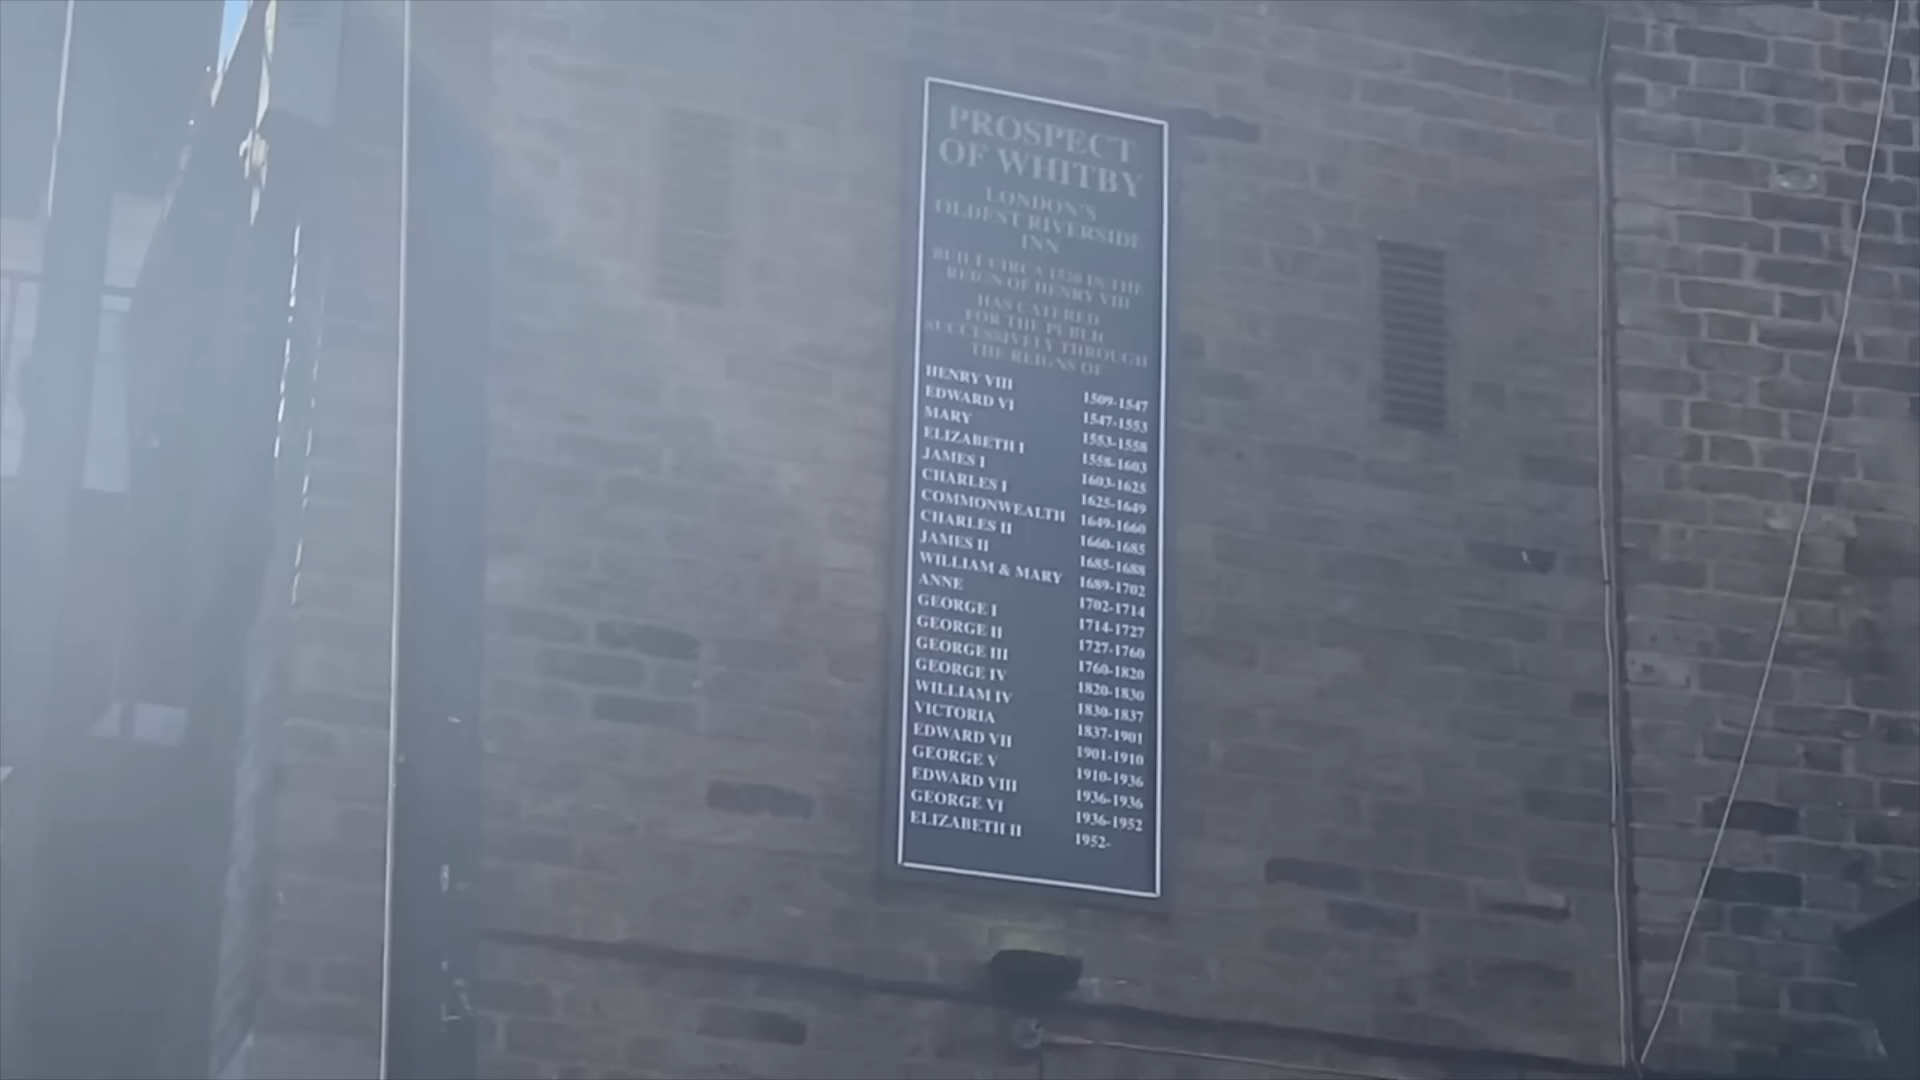 PROSPECT
OF WHITBY
LONDON'S
OLDEST RIVERSIDE
INN
BUILT CIRCA 1520 IN THE
REIGN OF HENRY VIII
HAS CATERED
FOR THE PUBLIC
SUCCESSIVELY THROUGH
THE REIGNS OF
HENRY VIII 1509-1547
EDWARD VI 1547-1553
MARY 1553-1558
ELIZABETH I 1558-1603
JAMES I 1603-1625
CHARLES I 1625-1649
COMMONWEALTH 1649-1660
CHARLES II 1660-1685
JAMES II 1685-1688
WILLIAM & MARY 1689-1702
ANNE 1702-1714
GEORGE I 1714-1727
GEORGE II 1727-1760
GEORGE III 1760-1820
GEORGE IV 1820-1830
WILLIAM IV 1830-1837
VICTORIA 1837-1901
EDWARD VII 1901-1910
GEORGE V 1910-1936
EDWARD VIII 1936-1936
GEORGE VI 1936-1952
ELIZABETH II 1952-